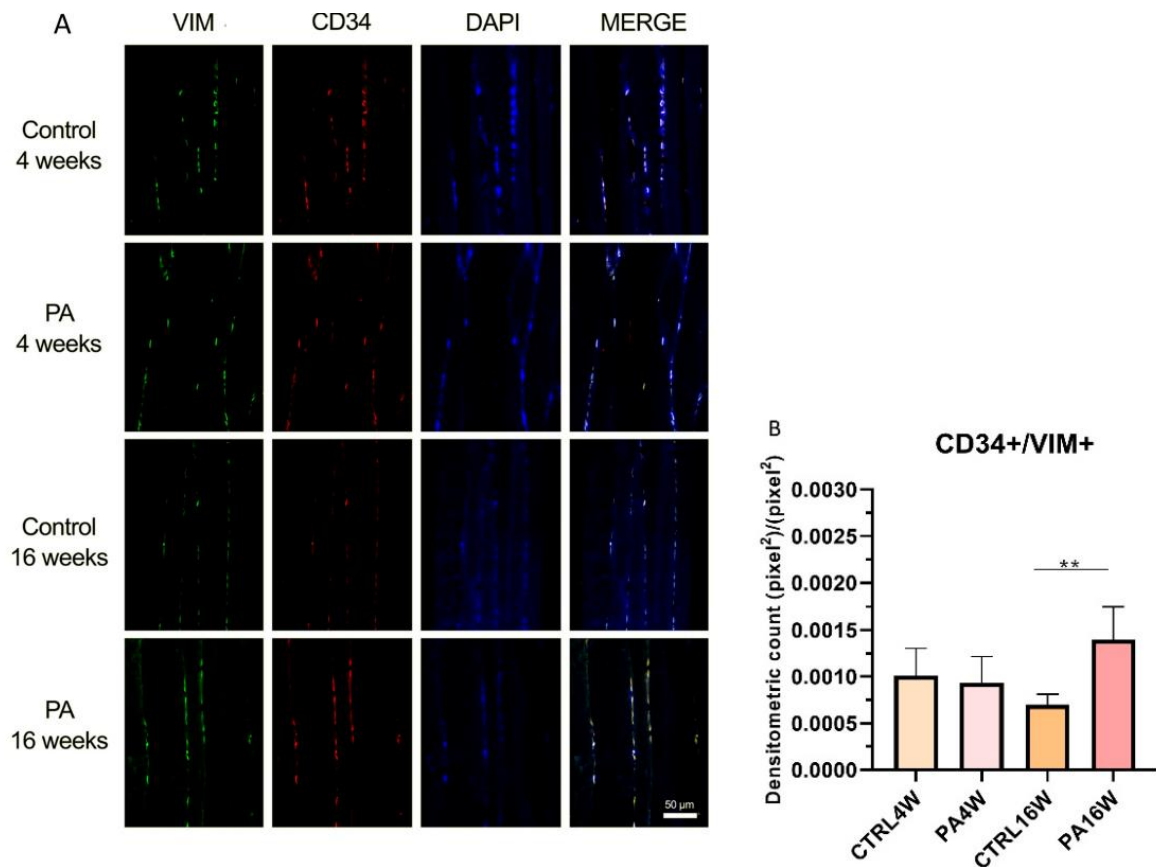 A
VIM CD34 DAPI MERGE
Control
4 weeks
PA
4 weeks
Control
16 weeks
PA
16 weeks
50 µm
B
CD34+/VIM+
Densitometric count (pixel²)/(pixel²)
0.0030
0.0025
0.0020
0.0015
0.0010
0.0005
0.0000
**
CTRL4W PA4W CTRL16W PA16W